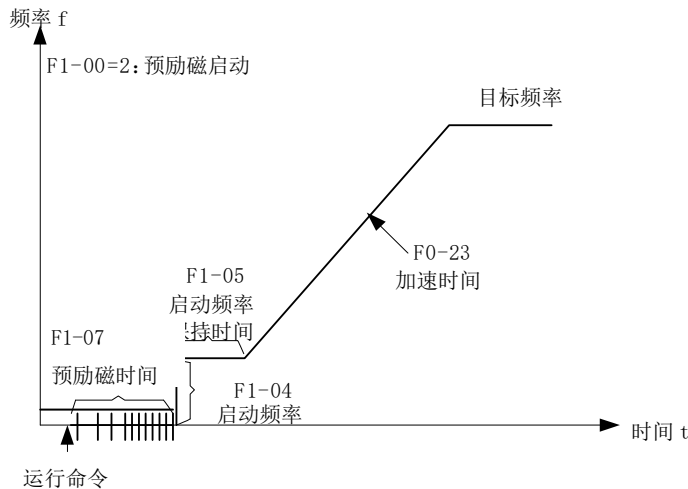 频率 f
F1-00=2:预励磁启动
目标频率
F0-23
加速时间
F1-05
启动频率
持时间
F1-07
预励磁时间
F1-04
启动频率
时间 t
运行命令